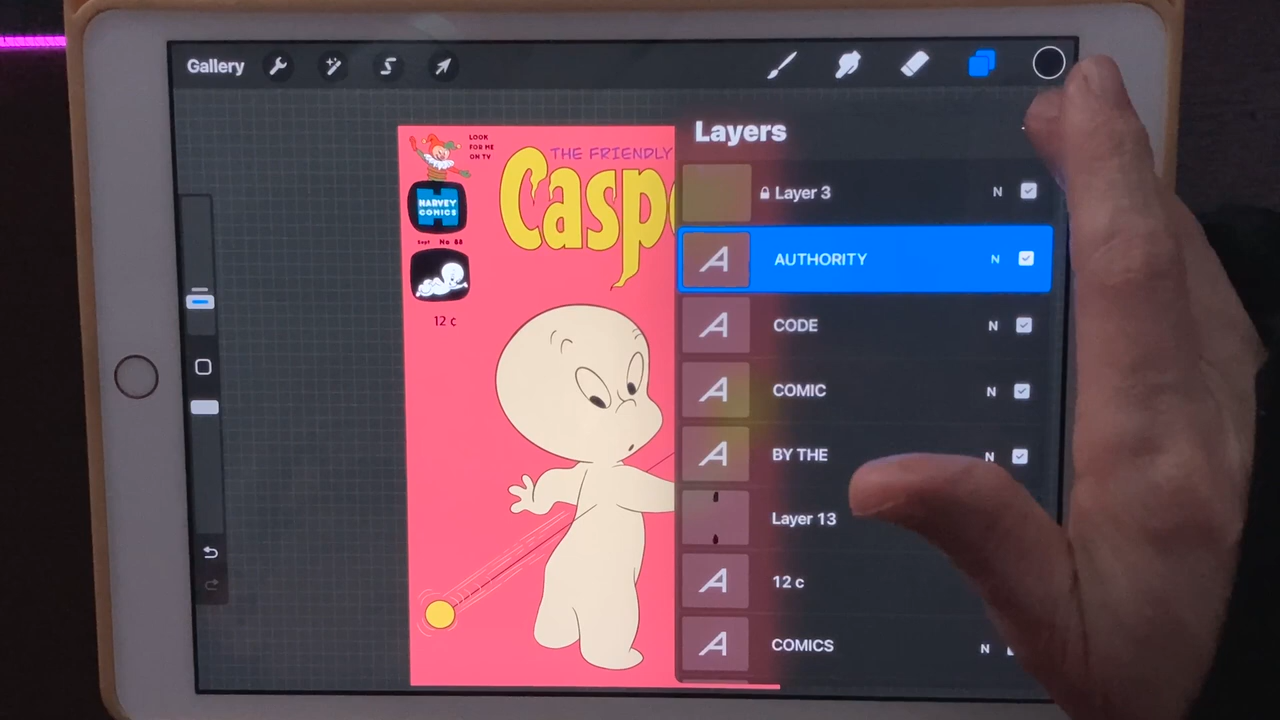 Gallery
Layers
Layer 3
N
AUTHORITY
N
CODE
N
COMIC
N
BY THE
N
Layer 13
12 c
COMICS
N
LOOK
FOR ME
ON TV
THE FRIENDLY
Casp
HARVEY
COMICS
Sept No 88
12 ¢